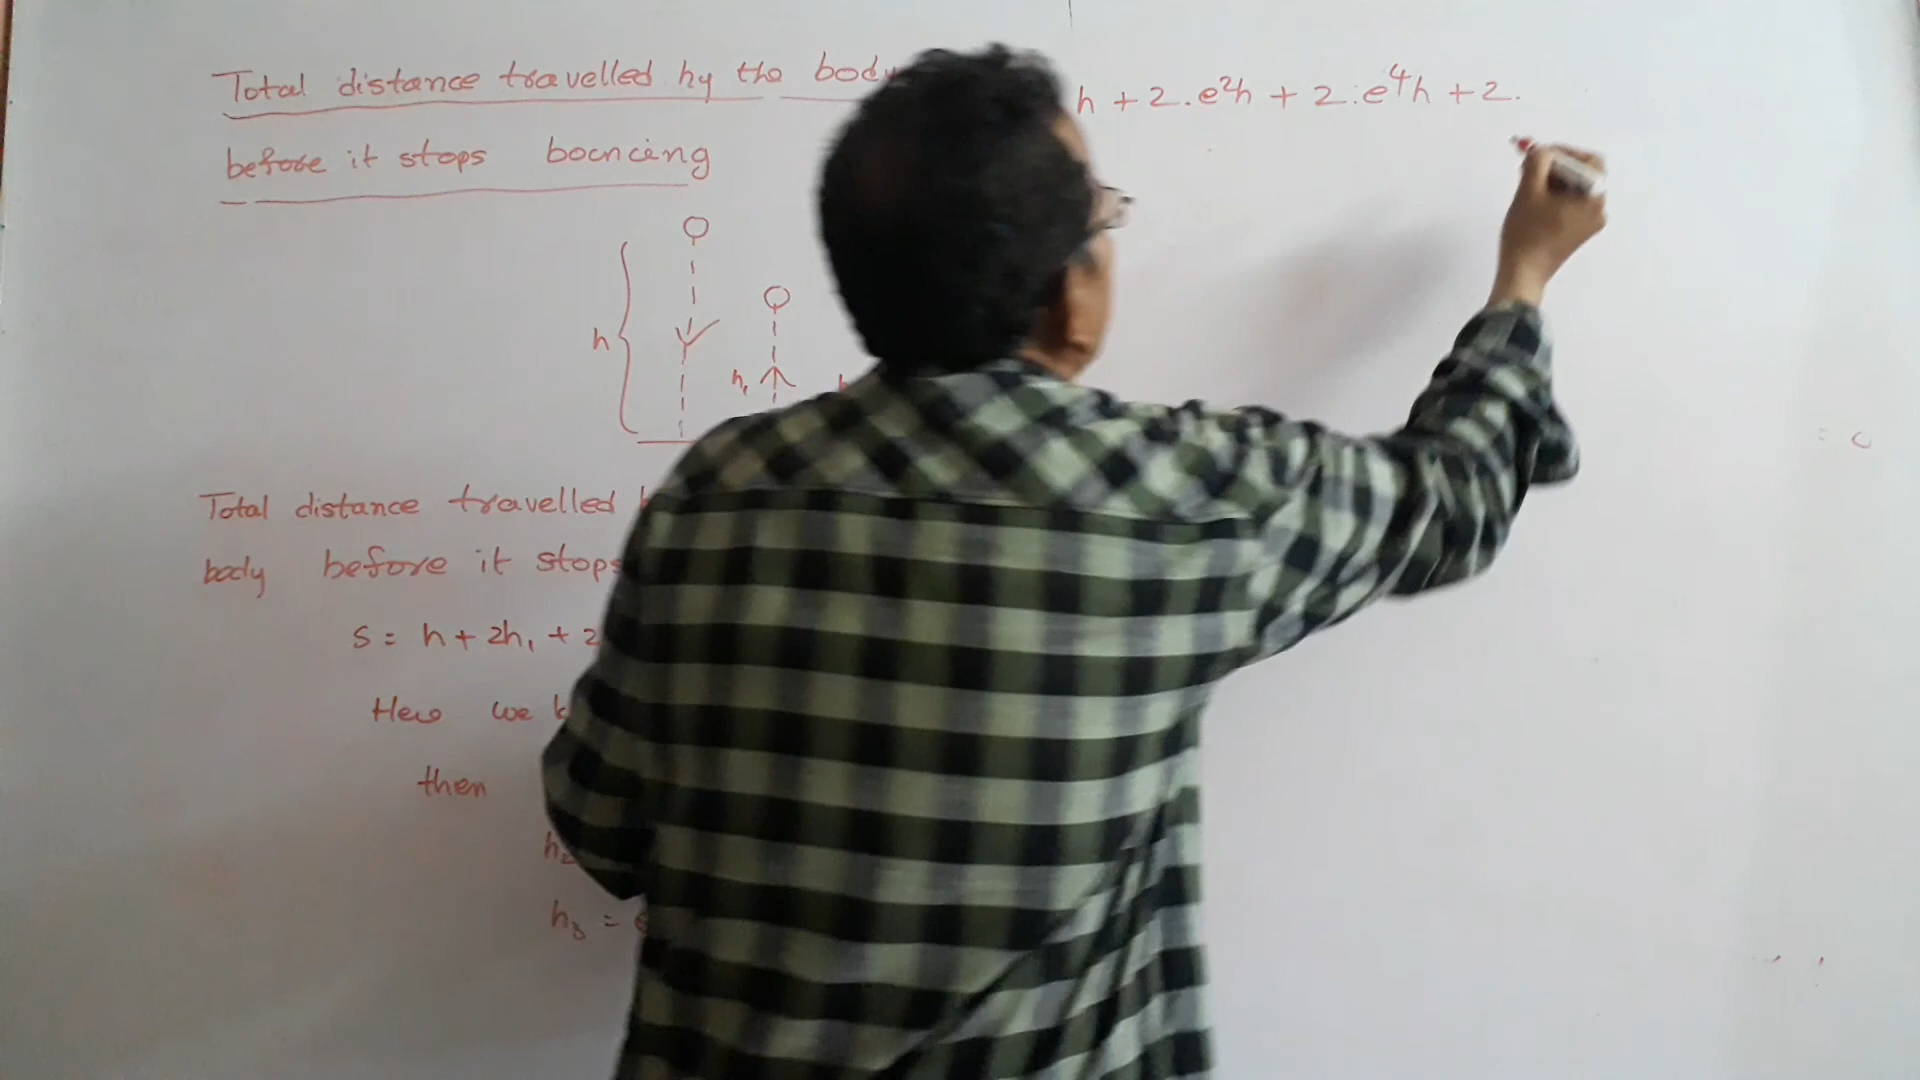 Total distance travelled by the body
before it stops bouncing
h
h₁
Total distance travelled
body before it stops
S = h + 2h₁ + 2
Here we
then
h₂
h₃ =
h + 2.e²h + 2.e⁴h + 2.